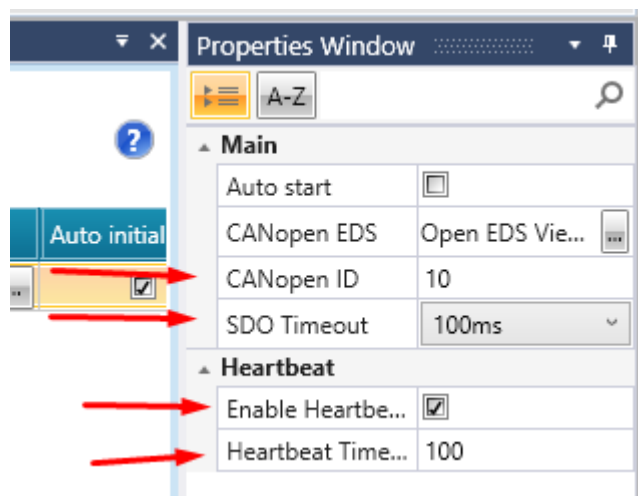 Properties Window
A-Z
?
Main
Auto start
Auto initial
CANopen EDS Open EDS Vie... ...
CANopen ID 10
SDO Timeout 100ms
Heartbeat
Enable Heartbe...
Heartbeat Time... 100